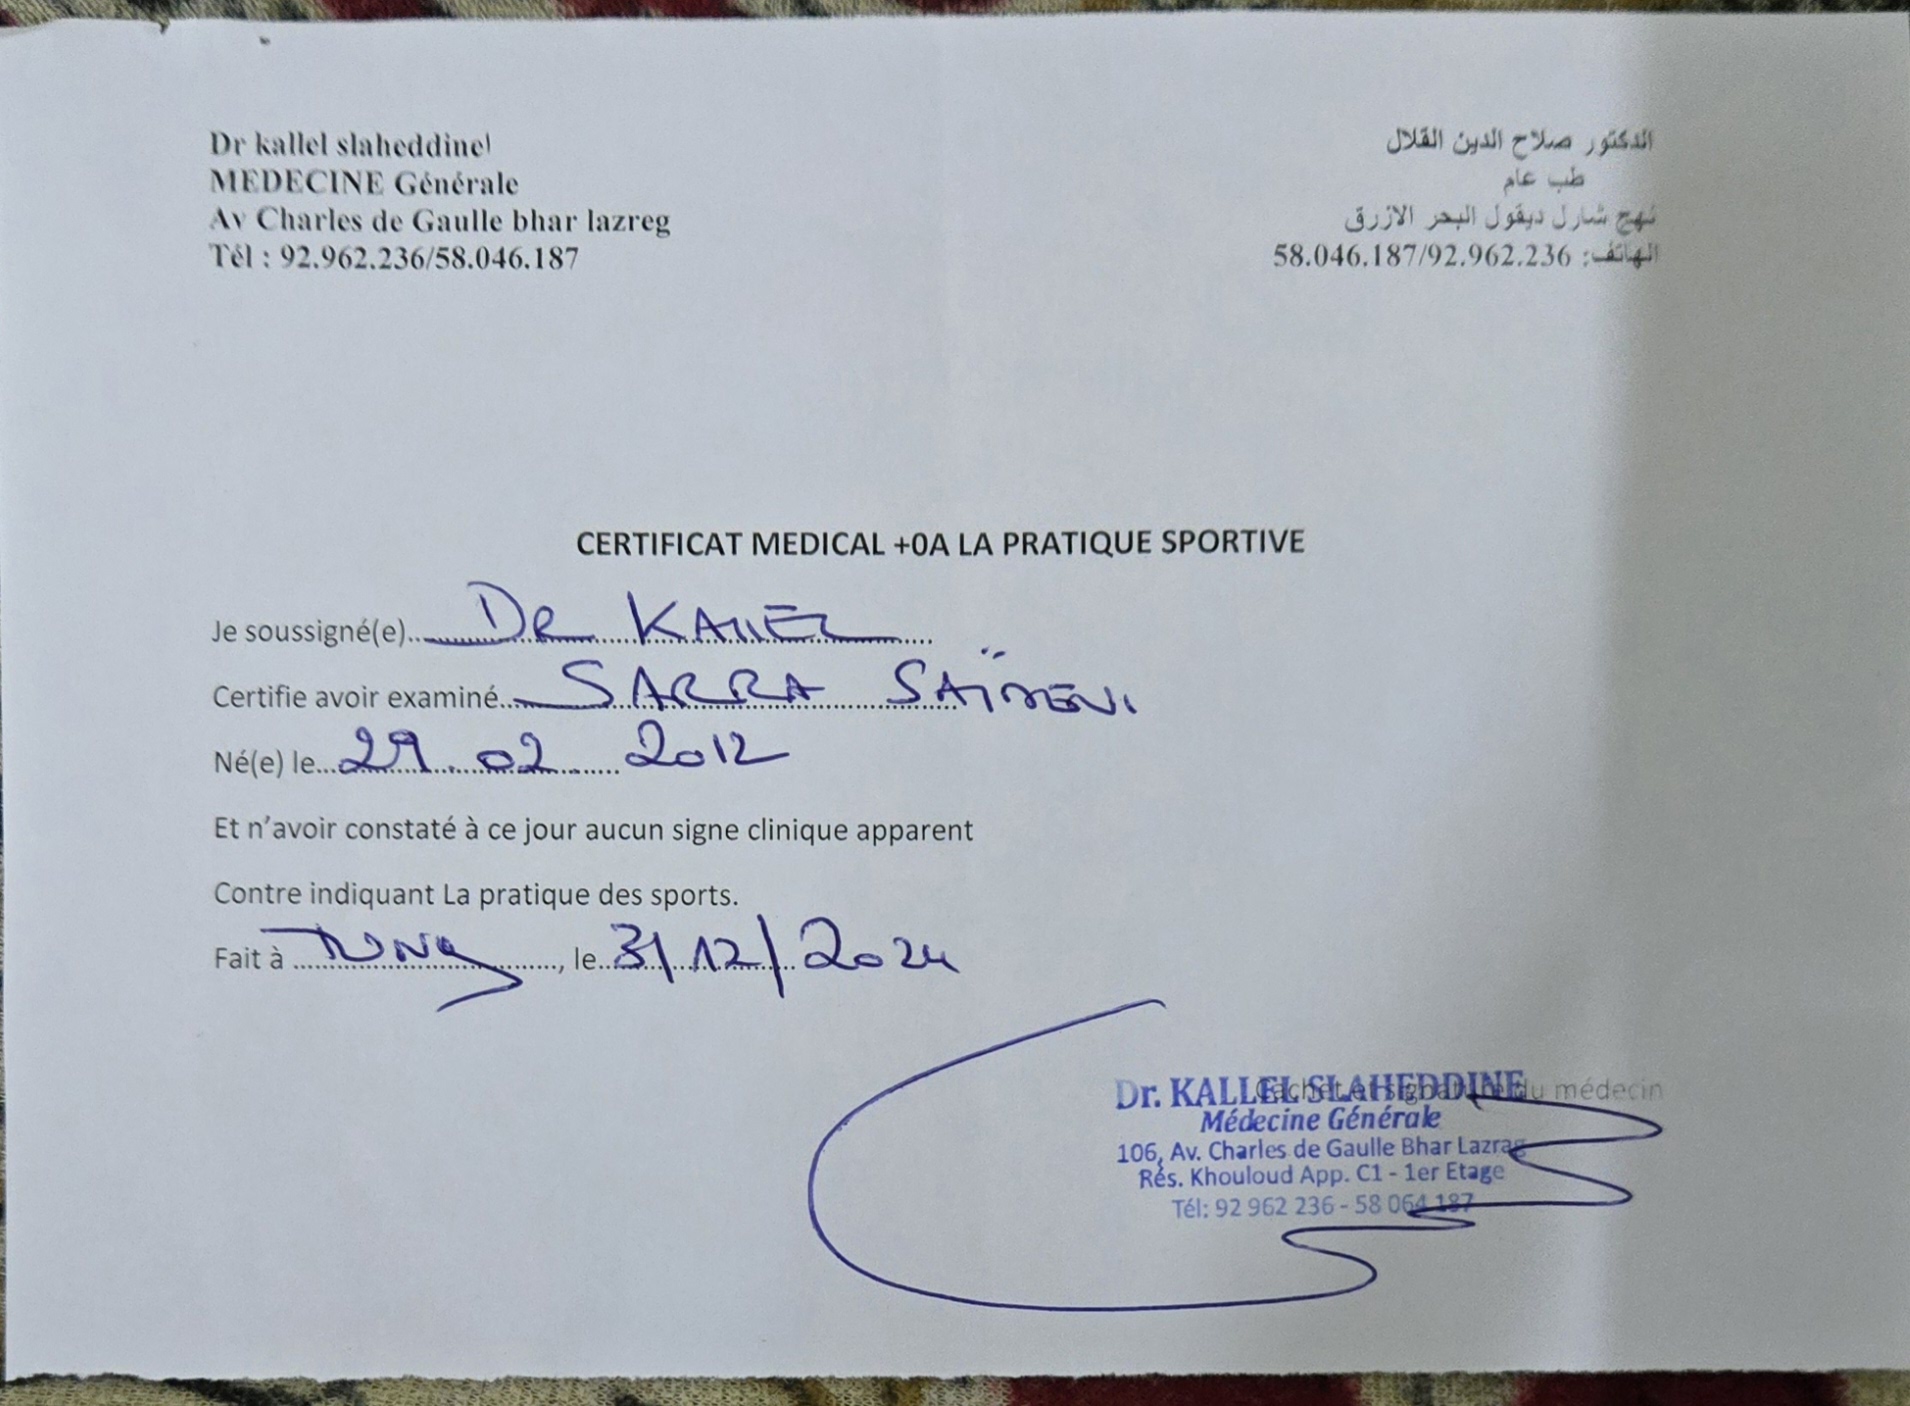 Dr kallel slaheddine
MEDECINE Générale
Av Charles de Gaulle bhar lazreg
Tél : 92.962.236/58.046.187
الدكتور صلاح الدين القلال
طب عام
نهج شارل ديقول البحر الازرق
الهاتف: 58.046.187/92.962.236
CERTIFICAT MEDICAL +0A LA PRATIQUE SPORTIVE
Je soussigné(e)... Dr KALLEL
Certifie avoir examiné... SARRA
Né(e) le... 29.02.2012
Et n'avoir constaté à ce jour aucun signe clinique apparent
Contre indiquant La pratique des sports.
Fait à ... Tunis, le... 31/12/2024
Cachet et signature du médecin
Dr. KALLEL SLAHEDDINE
Médecine Générale
106, Av. Charles de Gaulle Bhar Lazrag
Rés. Khouloud App. C1 - 1er Etage
Tél: 92 962 236 - 58 064 187